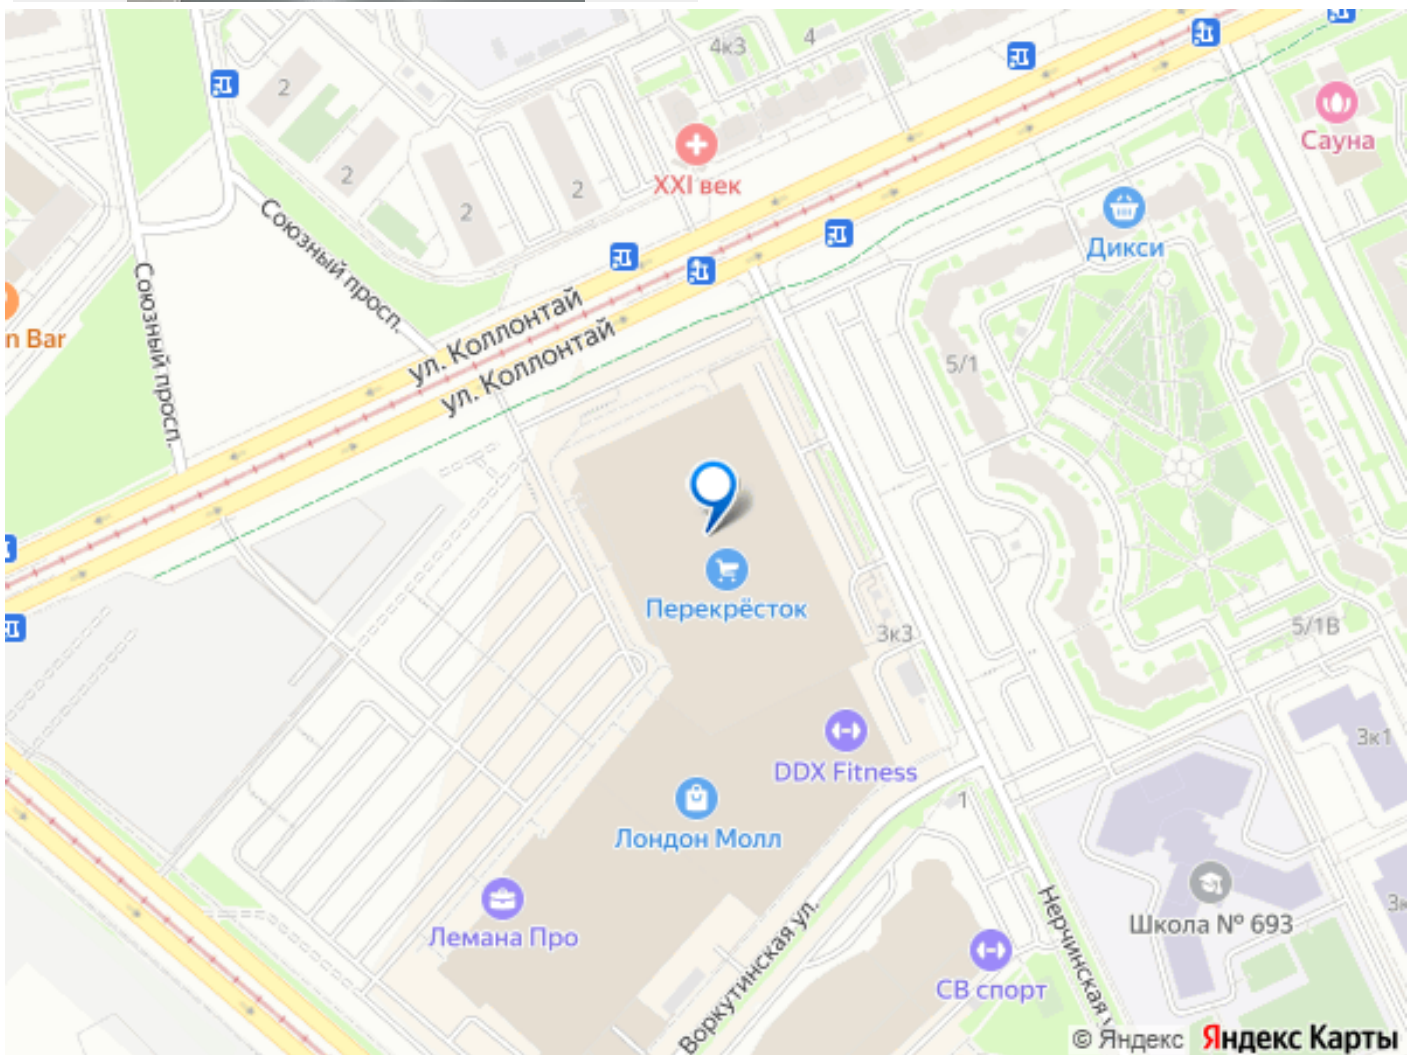 4к3
4
2
Сауна
2
XXI век
2
2
Союзный просп.
Дикси
Союзный просп.
n Bar
ул. Коллонтай
ул. Коллонтай
5/1
Перекрёсток
3к3
5/1В
3к1
DDX Fitness
1
Лондон Молл
Нерчинская у
Школа № 693
Лемана Про
Воркутинская ул.
СВ спорт
© Яндекс Яндекс Карты